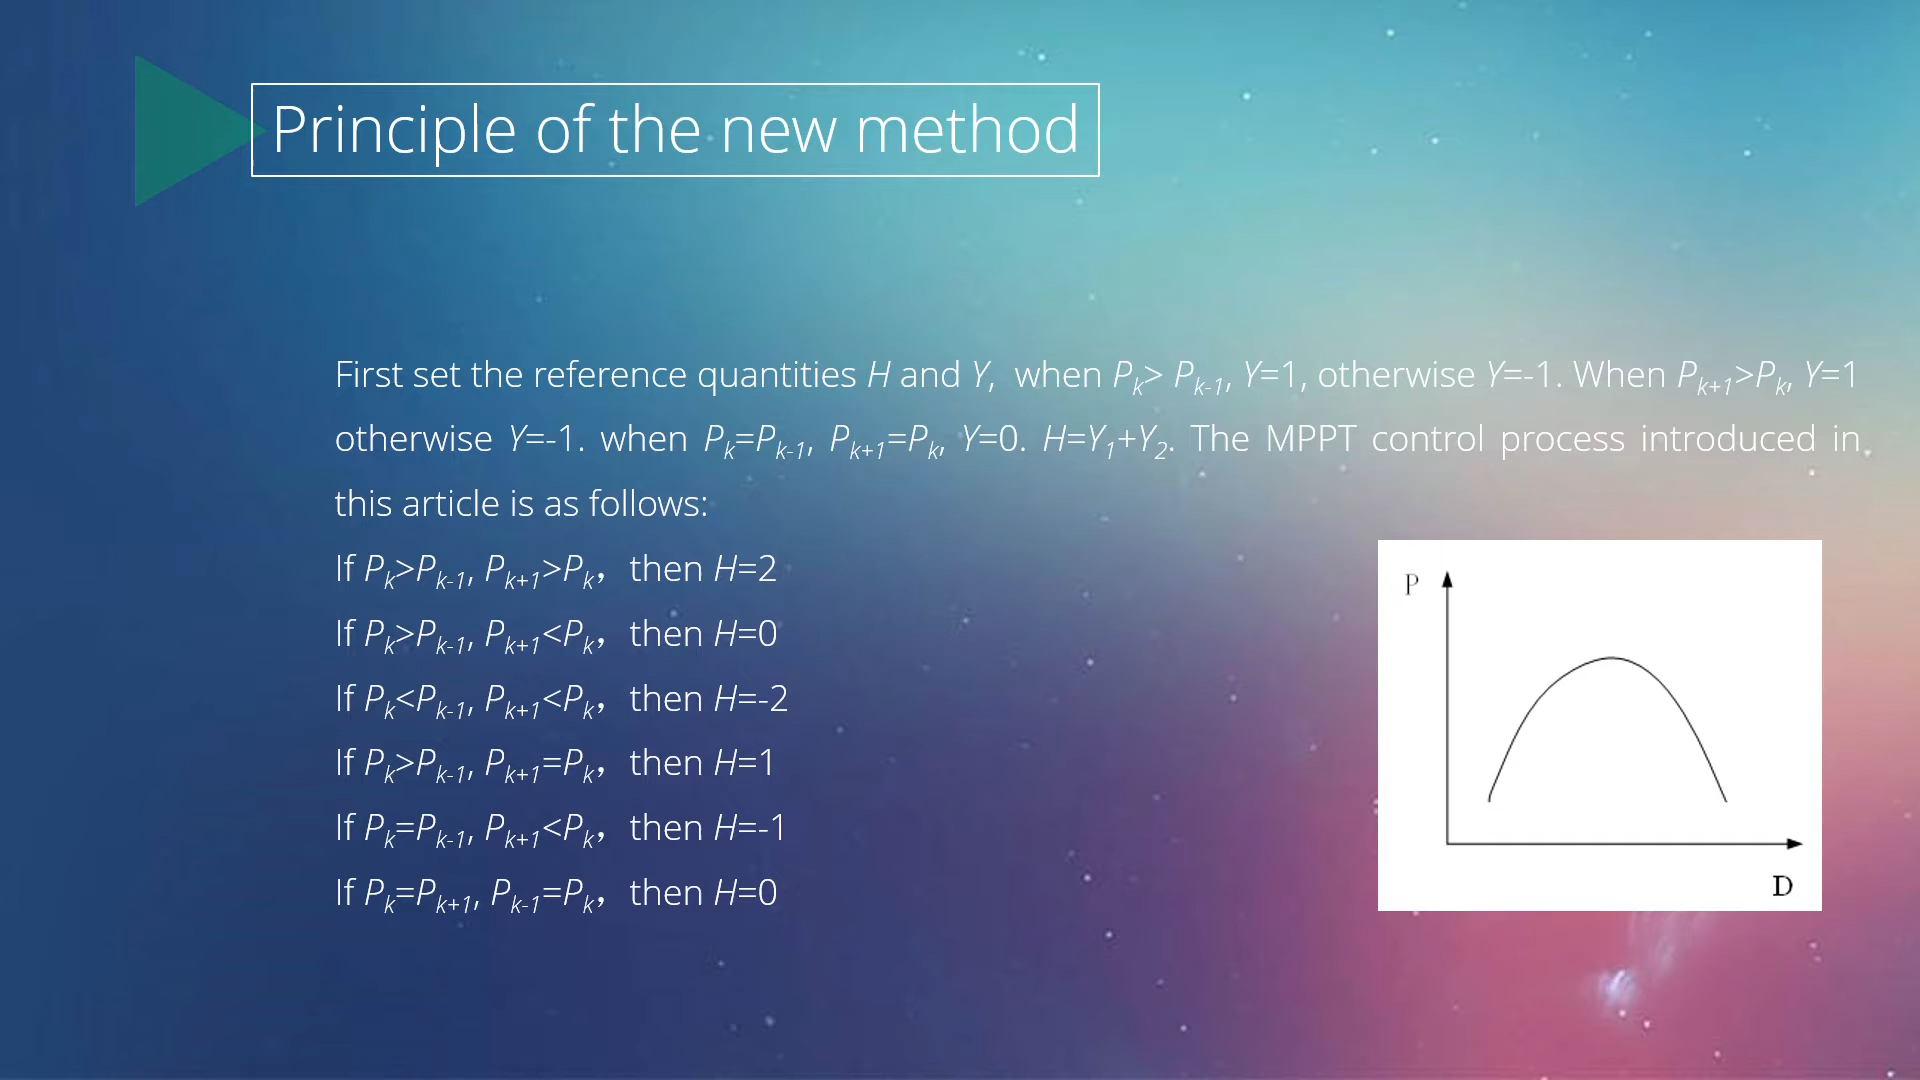 Principle of the new method
First set the reference quantities H and Y, when Pk> Pk-1, Y=1, otherwise Y=-1. When Pk+1>Pk, Y=1
otherwise Y=-1. when Pk=Pk-1, Pk+1=Pk, Y=0. H=Y1+Y2. The MPPT control process introduced in
this article is as follows:
If Pk>Pk-1, Pk+1>Pk， then H=2
If Pk>Pk-1, Pk+1<Pk， then H=0
If Pk<Pk-1, Pk+1<Pk， then H=-2
If Pk>Pk-1, Pk+1=Pk， then H=1
If Pk=Pk-1, Pk+1<Pk， then H=-1
If Pk=Pk+1, Pk-1=Pk， then H=0
P
D